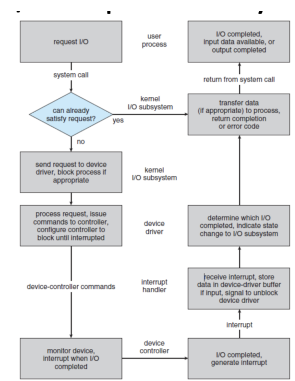 request I/O
user
process
I/O completed,
input data available, or
output completed
system call
return from system call
can already
satisfy request?
kernel
I/O subsystem
yes
transfer data
(if appropriate) to process,
return completion
or error code
no
send request to device
driver, block process if
appropriate
kernel
I/O subsystem
process request, issue
commands to controller,
configure controller to
block until interrupted
device
driver
determine which I/O
completed, indicate state
change to I/O subsystem
device-controller commands
interrupt
handler
receive interrupt, store
data in device-driver buffer
if input, signal to unblock
device driver
interrupt
monitor device,
interrupt when I/O
completed
device
controller
I/O completed,
generate interrupt